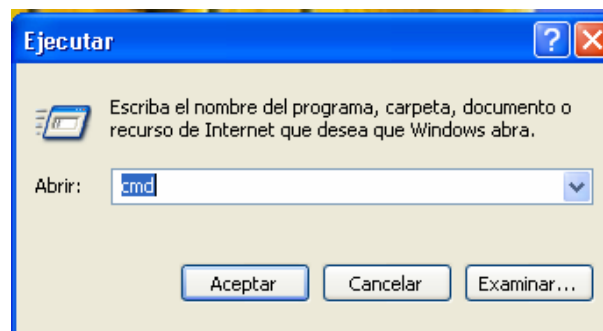 Ejecutar
Escriba el nombre del programa, carpeta, documento o
recurso de Internet que desea que Windows abra.
Abrir: cmd
Aceptar Cancelar Examinar...